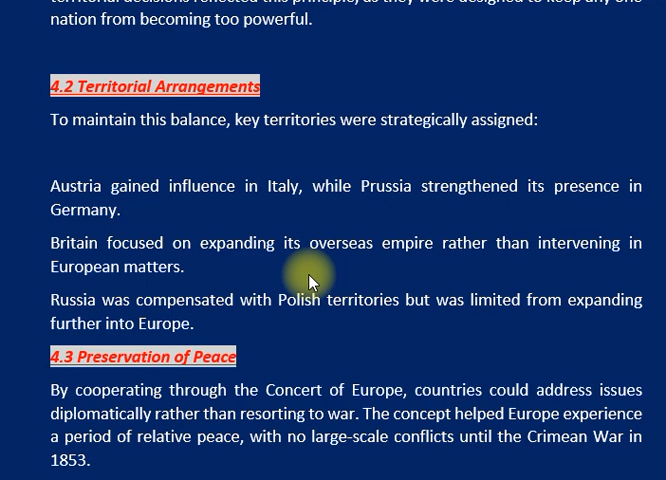 nation from becoming too powerful.
4.2 Territorial Arrangements
To maintain this balance, key territories were strategically assigned:
Austria gained influence in Italy, while Prussia strengthened its presence in
Germany.
Britain focused on expanding its overseas empire rather than intervening in
European matters.
Russia was compensated with Polish territories but was limited from expanding
further into Europe.
4.3 Preservation of Peace
By cooperating through the Concert of Europe, countries could address issues
diplomatically rather than resorting to war. The concept helped Europe experience
a period of relative peace, with no large-scale conflicts until the Crimean War in
1853.